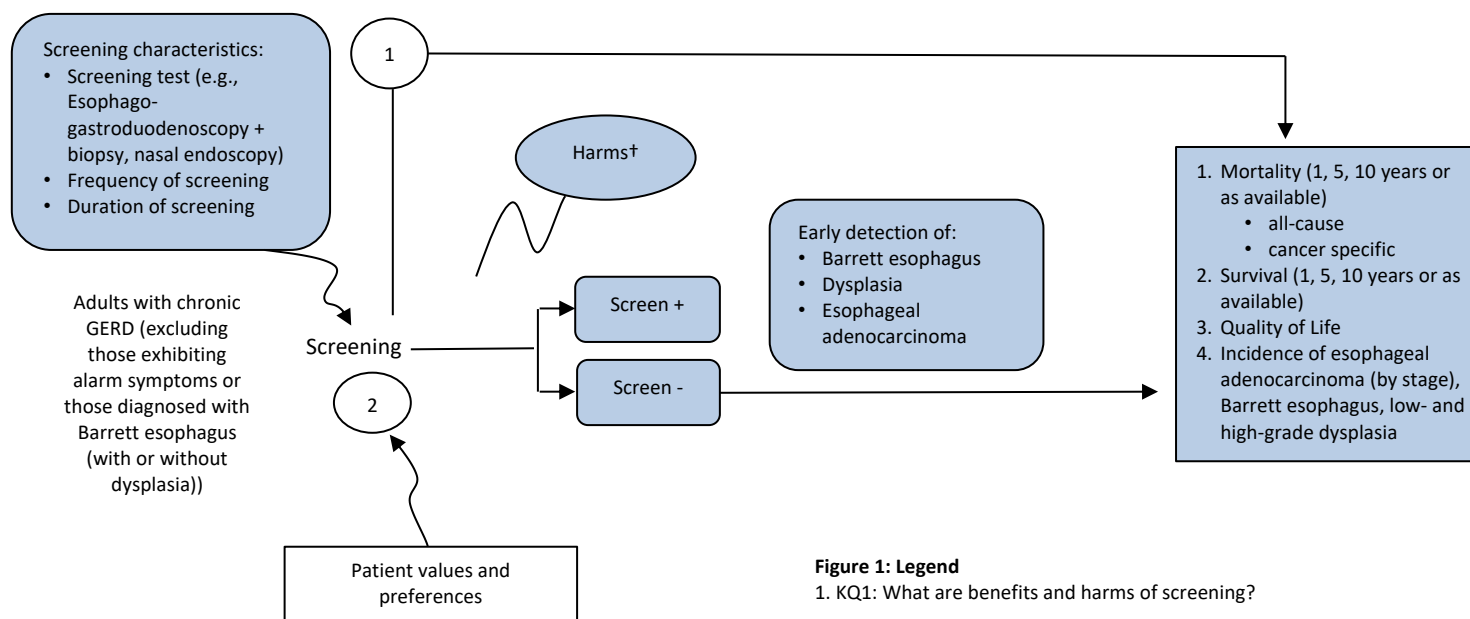 Screening characteristics:
• Screening test (e.g.,
Esophago-
gastroduodenoscopy +
biopsy, nasal endoscopy)
• Frequency of screening
• Duration of screening
1
Harms†
Adults with chronic
GERD (excluding
those exhibiting
alarm symptoms or
those diagnosed with
Barrett esophagus
(with or without
dysplasia))
Screening
2
Screen +
Screen -
Early detection of:
• Barrett esophagus
• Dysplasia
• Esophageal
adenocarcinoma
1. Mortality (1, 5, 10 years or
as available)
• all-cause
• cancer specific
2. Survival (1, 5, 10 years or as
available)
3. Quality of Life
4. Incidence of esophageal
adenocarcinoma (by stage),
Barrett esophagus, low- and
high-grade dysplasia
Patient values and
preferences
Figure 1: Legend
1. KQ1: What are benefits and harms of screening?